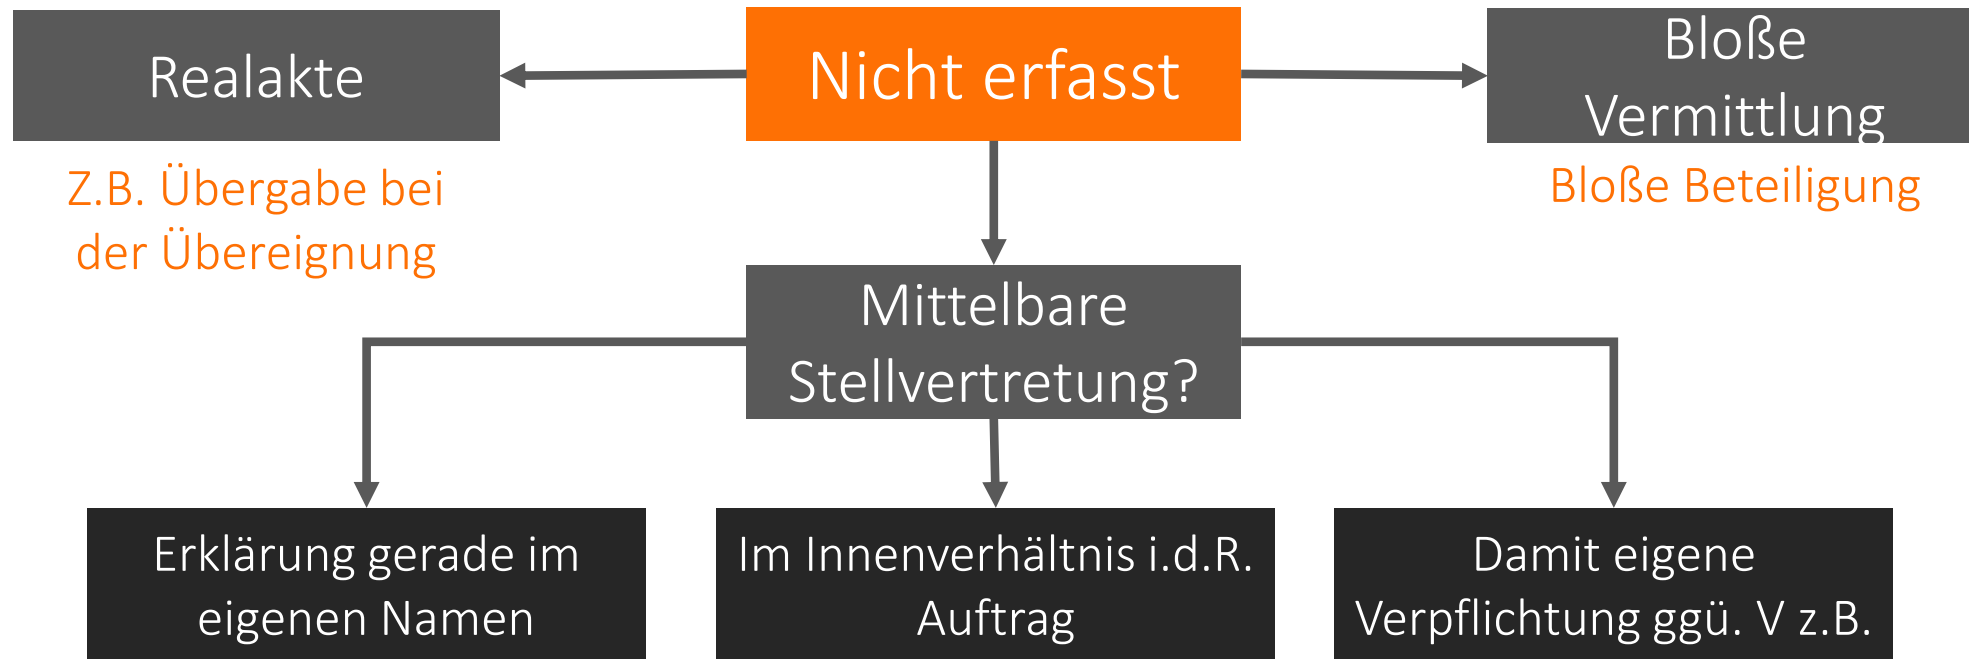 Realakte
Nicht erfasst
Bloße
Vermittlung
Z.B. Übergabe bei
der Übereignung
Bloße Beteiligung
Mittelbare
Stellvertretung?
Erklärung gerade im
eigenen Namen
Im Innenverhältnis i.d.R.
Auftrag
Damit eigene
Verpflichtung ggü. V z.B.